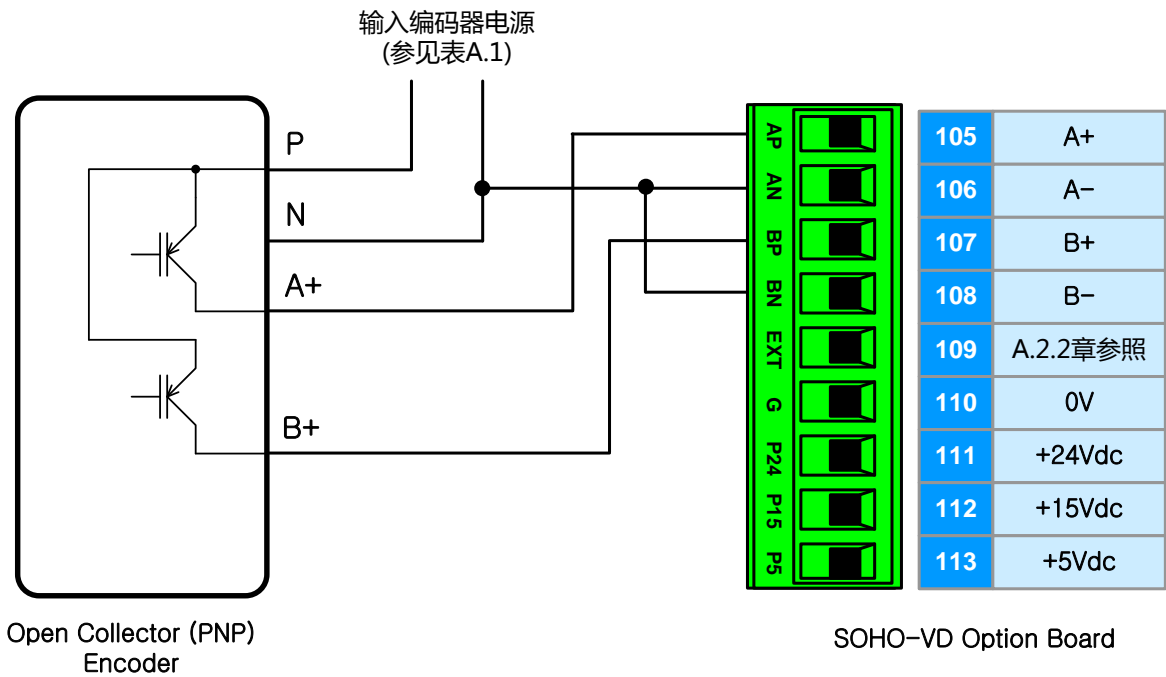 输入编码器电源
(参见表A.1)
P
N
A+
B+
AP
AN
BP
BN
EXT
G
P24
P15
P5
105 A+
106 A-
107 B+
108 B-
109 A.2.2章参照
110 0V
111 +24Vdc
112 +15Vdc
113 +5Vdc
Open Collector (PNP)
Encoder
SOHO-VD Option Board